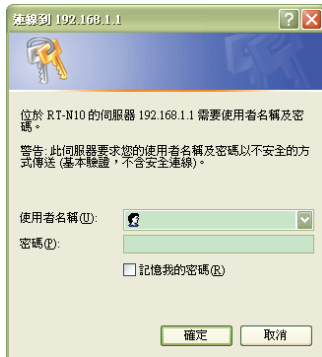 連線到 192.168.1.1
位於 RT-N10 的伺服器 192.168.1.1 需要使用者名稱及密
碼。
警告: 此伺服器要求您的使用者名稱及密碼以不安全的方
式傳送 (基本驗證，不含安全連線)。
使用者名稱(U):
密碼(P):
記憶我的密碼(R)
確定
取消